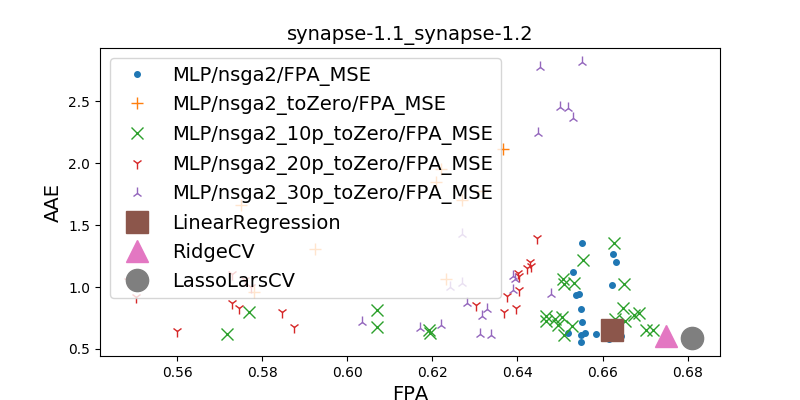 synapse-1.1_synapse-1.2
MLP/nsga2/FPA_MSE
MLP/nsga2_toZero/FPA_MSE
MLP/nsga2_10p_toZero/FPA_MSE
MLP/nsga2_20p_toZero/FPA_MSE
MLP/nsga2_30p_toZero/FPA_MSE
LinearRegression
RidgeCV
LassoLarsCV
AAE
2.5
2.0
1.5
1.0
0.5
0.56 0.58 0.60 0.62 0.64 0.66 0.68
FPA